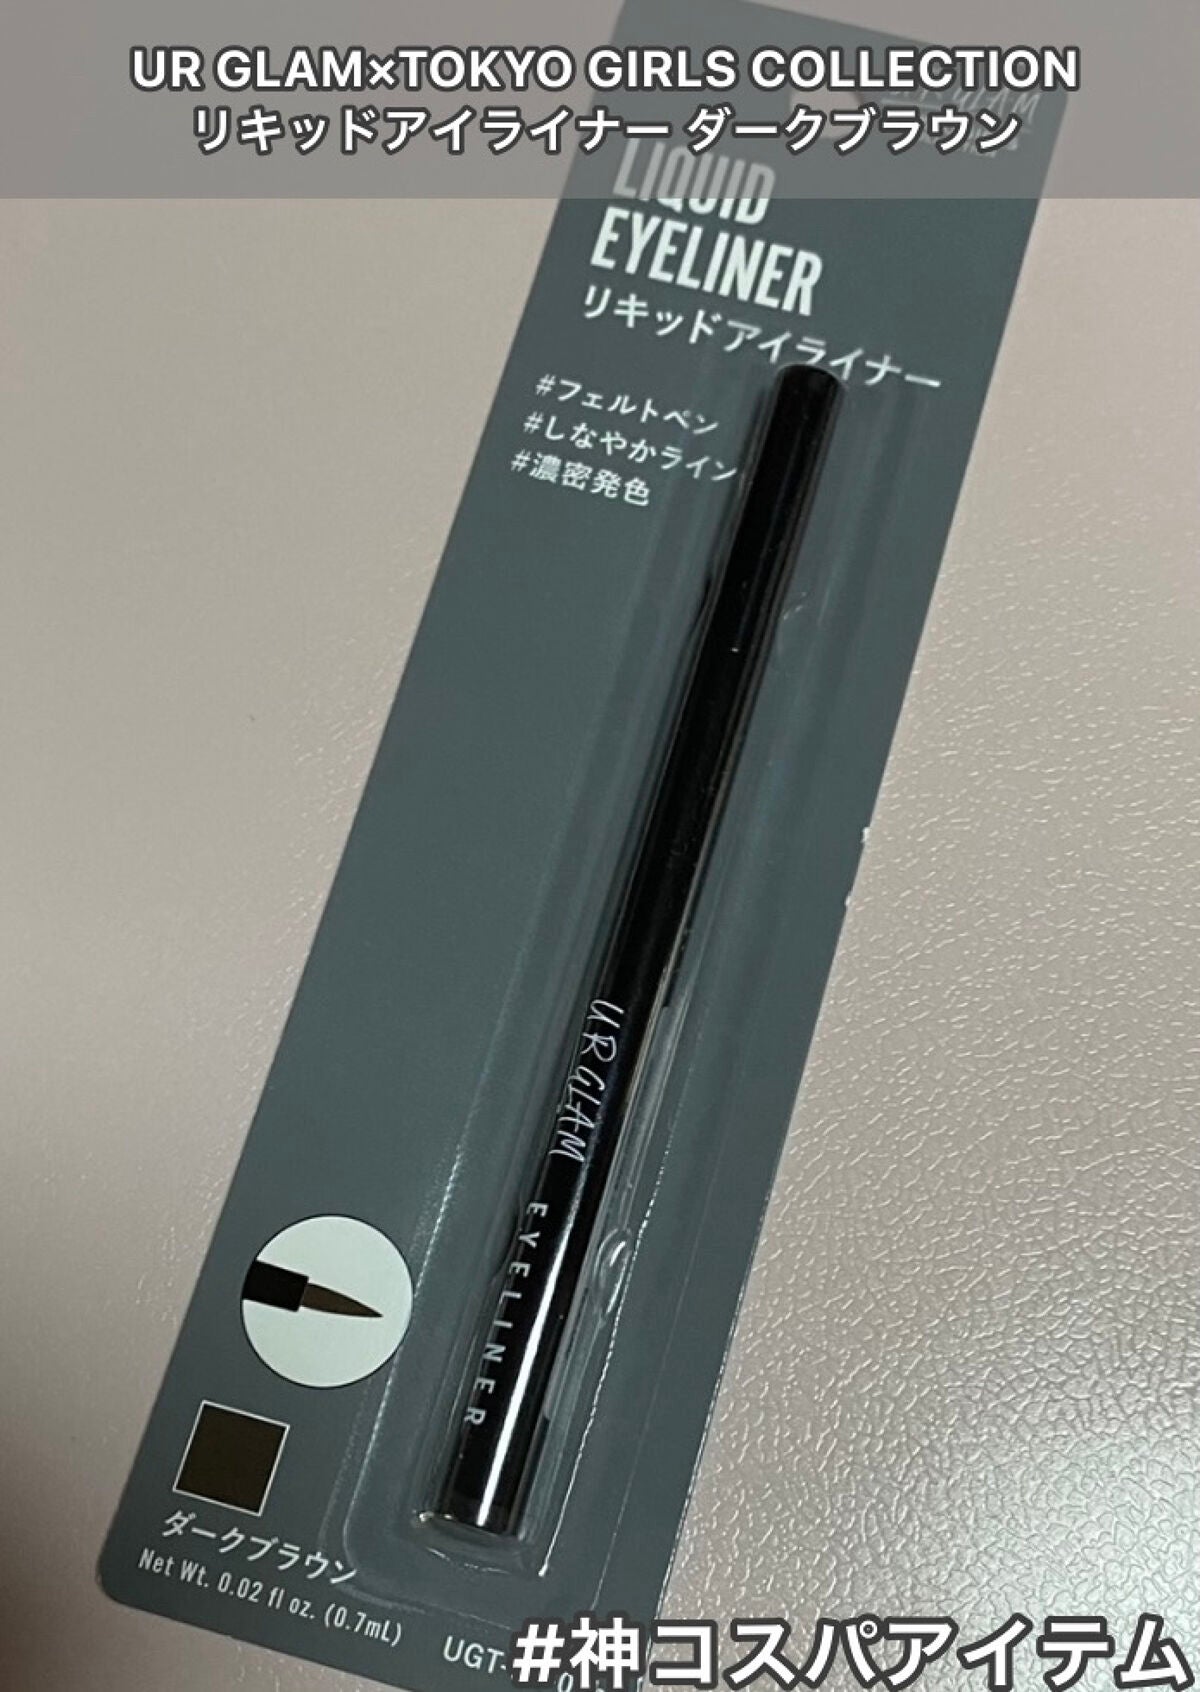 UR GLAM×TOKYO GIRLS COLLECTION
リキッドアイライナー ダークブラウン
LIQUID
EYELINER
リキッドアイライナー
#フェルトペン
#しなやかライン
#濃密発色
UR GLAM
EYELINER
ダークブラウン
Net Wt. 0.02 fl oz. (0.7mL)
UGT-
#神コスパアイテム